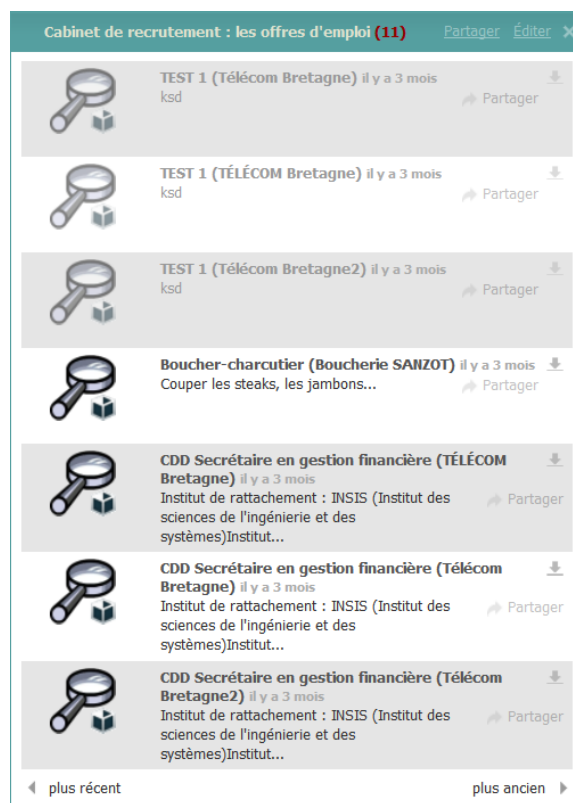 Cabinet de recrutement : les offres d'emploi (11) Partager Éditer
TEST 1 (Télécom Bretagne) il y a 3 mois
ksd
Partager
TEST 1 (TÉLÉCOM Bretagne) il y a 3 mois
ksd
Partager
TEST 1 (Télécom Bretagne2) il y a 3 mois
ksd
Partager
Boucher-charcutier (Boucherie SANZOT) il y a 3 mois
Couper les steaks, les jambons...
Partager
CDD Secrétaire en gestion financière (TÉLÉCOM
Bretagne) il y a 3 mois
Institut de rattachement : INSIS (Institut des
Partager
sciences de l'ingénierie et des
systèmes)Institut...
CDD Secrétaire en gestion financière (Télécom
Bretagne) il y a 3 mois
Institut de rattachement : INSIS (Institut des
Partager
sciences de l'ingénierie et des
systèmes)Institut...
CDD Secrétaire en gestion financière (Télécom
Bretagne2) il y a 3 mois
Institut de rattachement : INSIS (Institut des
Partager
sciences de l'ingénierie et des
systèmes)Institut...
plus récent
plus ancien